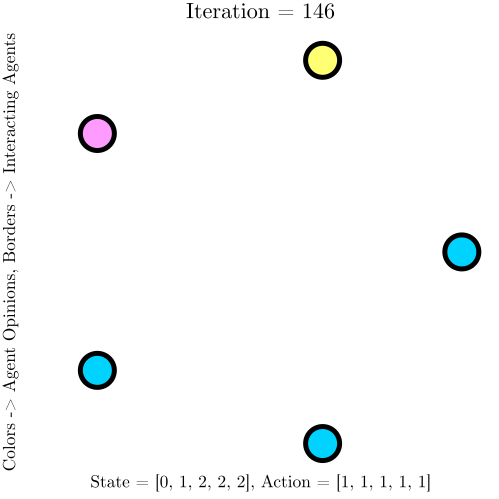 Iteration = 146
Colors -> Agent Opinions, Borders -> Interacting Agents
State = [0, 1, 2, 2, 2], Action = [1, 1, 1, 1, 1]